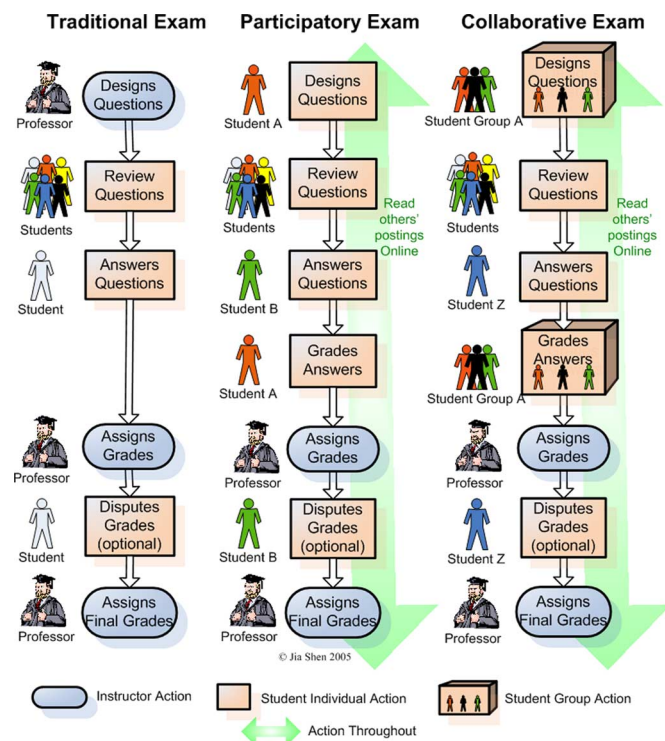 Traditional Exam
Participatory Exam
Collaborative Exam
Designs
Questions
Professor
Designs
Questions
Student A
Designs
Questions
Student Group A
Review
Questions
Students
Review
Questions
Students
Review
Questions
Students
Read
others'
postings
Online
Read
others'
postings
Online
Answers
Questions
Student
Answers
Questions
Student B
Answers
Questions
Student Z
Grades
Answers
Student A
Grades
Answers
Student Group A
Assigns
Grades
Professor
Assigns
Grades
Professor
Assigns
Grades
Professor
Disputes
Grades
(optional)
Student
Disputes
Grades
(optional)
Student B
Disputes
Grades
(optional)
Student Z
Assigns
Final Grades
Professor
Assigns
Final Grades
Professor
Assigns
Final Grades
Professor
© Jia Shen 2005
Instructor Action
Student Individual Action
Student Group Action
Action Throughout